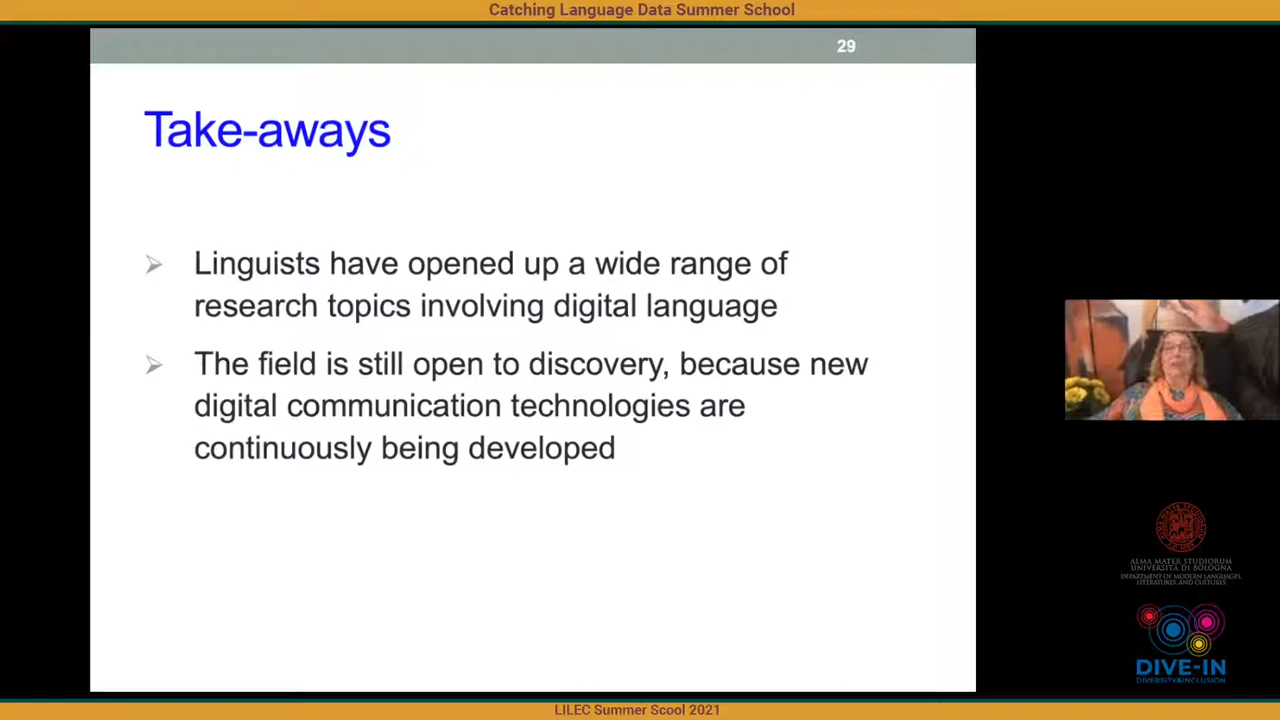 Catching Language Data Summer School
29
Take-aways
Linguists have opened up a wide range of
research topics involving digital language
The field is still open to discovery, because new
digital communication technologies are
continuously being developed
ALMA MATER STUDIORUM
UNIVERSITÀ DI BOLOGNA
DEPARTMENT OF MODERN LANGUAGES,
LITERATURES, AND CULTURES
DIVE-IN
DIVERSITY&INCLUSION
LILEC Summer Scool 2021